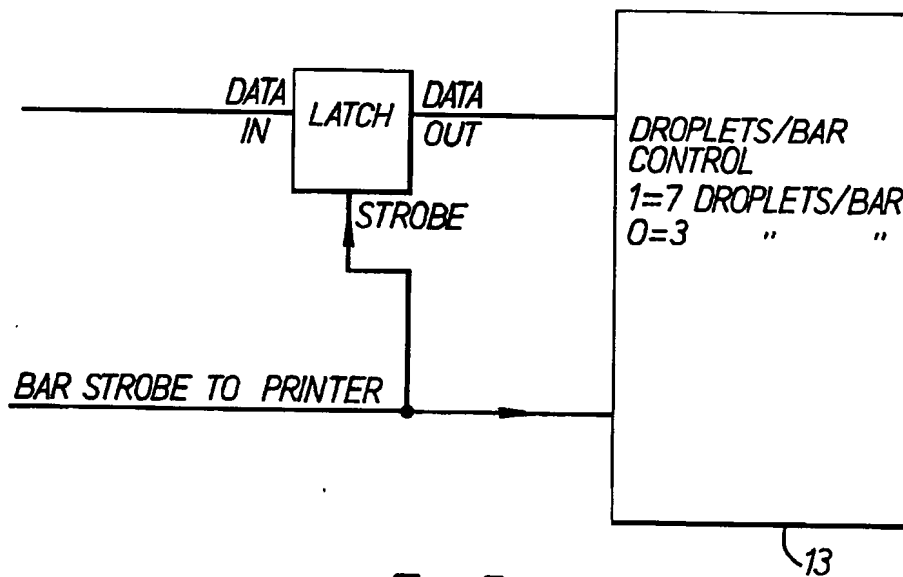 DATA
IN
LATCH
DATA
OUT
STROBE
DROPLETS/BAR
CONTROL
1=7 DROPLETS/BAR
0=3 " "
BAR STROBE TO PRINTER
13